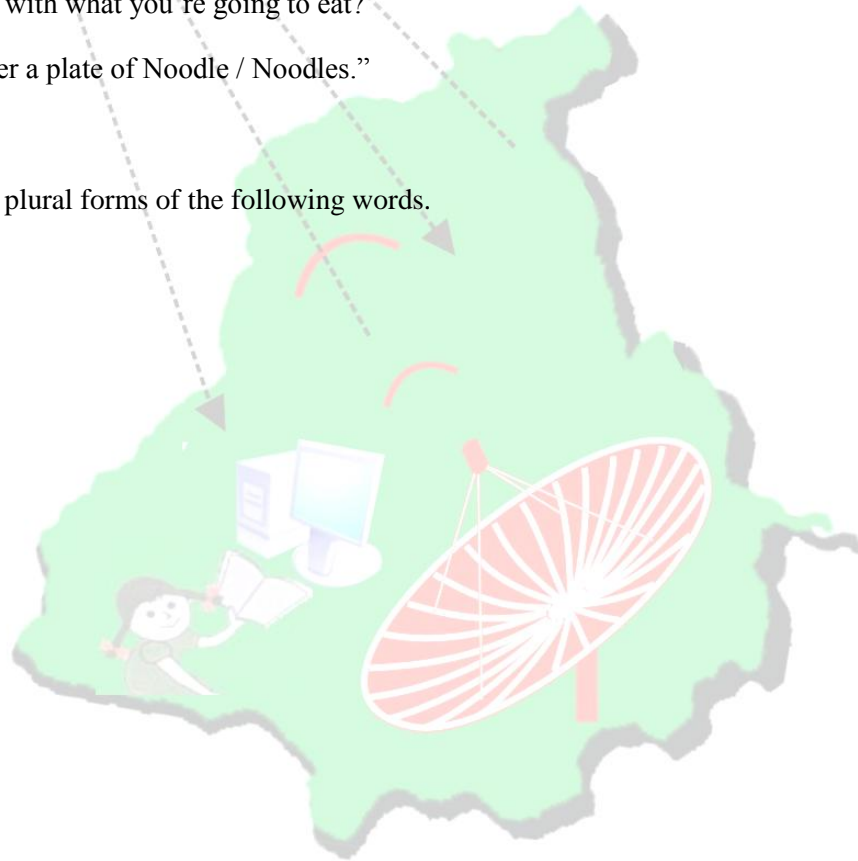 with what you're going to eat?
er a plate of Noodle / Noodles.”
plural forms of the following words.